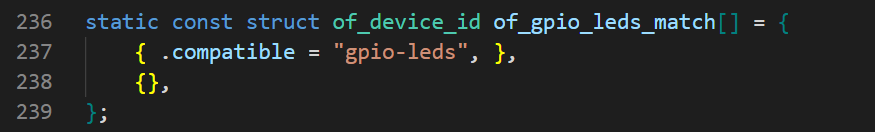 236 static const struct of_device_id of_gpio_leds_match[] = {
237     { .compatible = "gpio-leds", },
238     {},
239 };